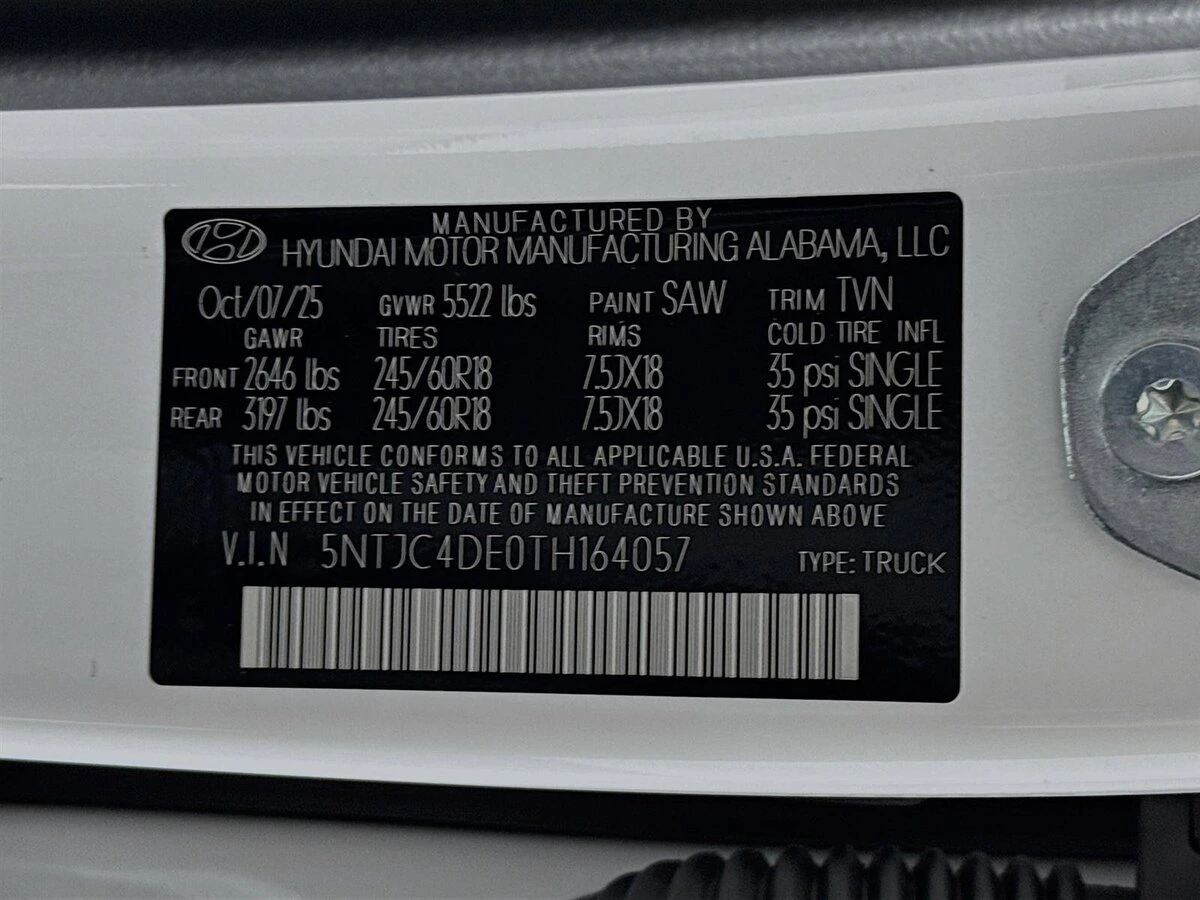 MANUFACTURED BY
HYUNDAI MOTOR MANUFACTURING ALABAMA, LLC
Oct/07/25 GVWR 5522 lbs PAINT SAW TRIM TVN
GAWR TIRES RIMS COLD TIRE INFL
FRONT 2646 lbs 245/60R18 7.5JX18 35 psi SINGLE
REAR 3197 lbs 245/60R18 7.5JX18 35 psi SINGLE
THIS VEHICLE CONFORMS TO ALL APPLICABLE U.S.A. FEDERAL
MOTOR VEHICLE SAFETY AND THEFT PREVENTION STANDARDS
IN EFFECT ON THE DATE OF MANUFACTURE SHOWN ABOVE
V.I.N 5NTJC4DE0TH164057 TYPE: TRUCK